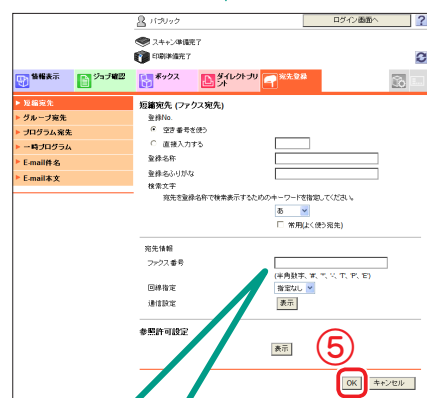 パブリック
ログイン画面へ
?
スキャン準備完了
印刷準備完了
情報表示
ジョブ確認
ボックス
ダイレクトプリント
宛先登録
短縮宛先
グループ宛先
プログラム宛先
一時プログラム
E-mail件名
E-mail本文
短縮宛先 (ファクス宛先)
登録No.
空き番号を使う
直接入力する
登録名称
登録名ふりがな
検索文字
宛先を登録名称で検索表示するためのキーワードを指定してください。
あ
常用(よく使う宛先)
宛先情報
ファクス番号
(半角数字、'#'、'*'、'-'、'T'、'P'、'E')
回線指定
指定なし
通信設定
表示
参照許可設定
表示
⑤
OK
キャンセル